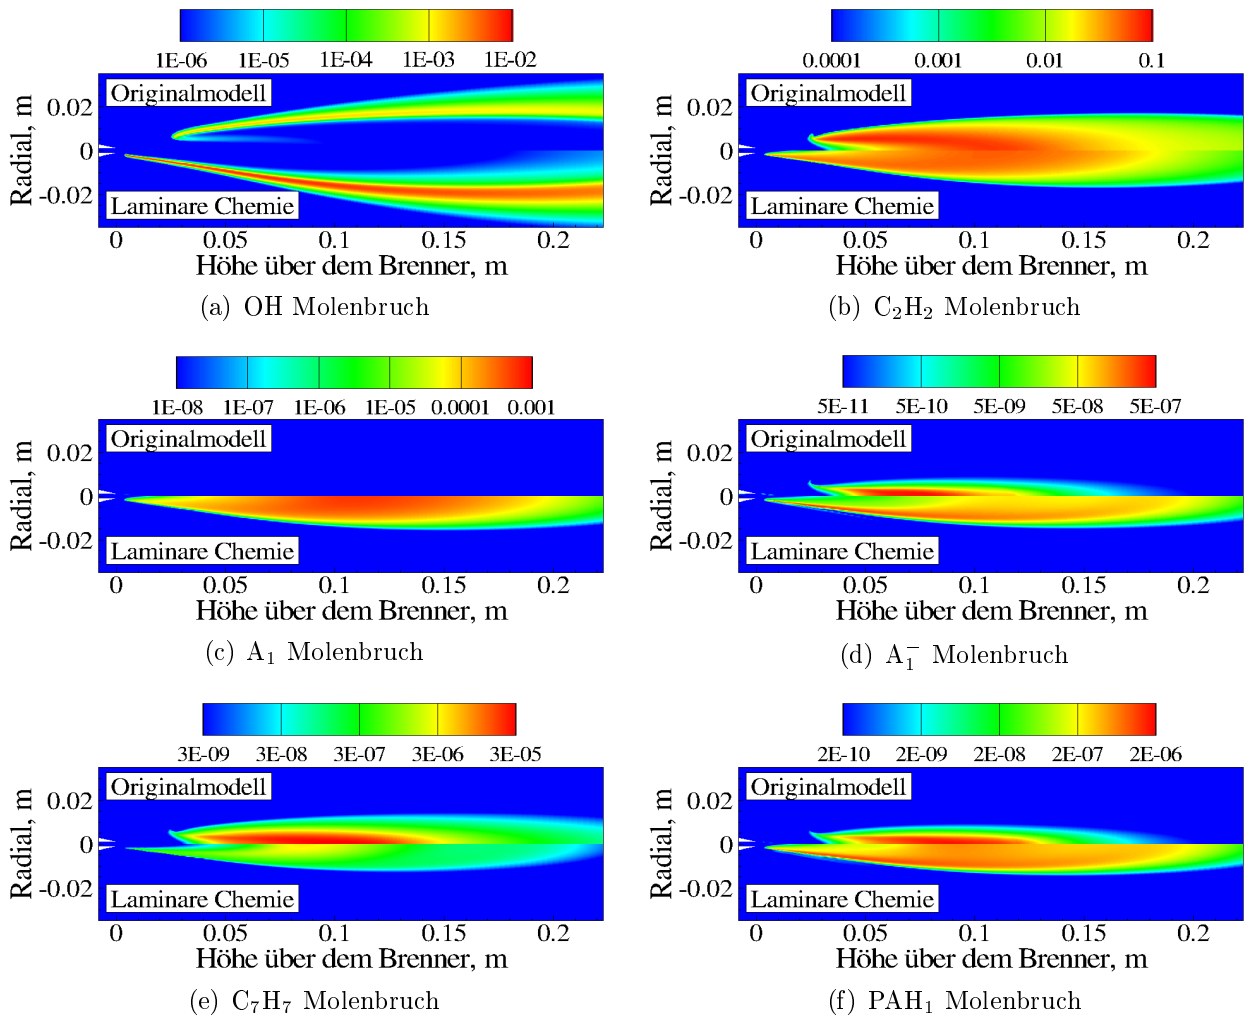 1E-06 1E-05 1E-04 1E-03 1E-02
Originalmodell
Laminare Chemie
Radial, m
0.02
0
-0.02
0 0.05 0.1 0.15 0.2
Höhe über dem Brenner, m
(a) OH Molenbruch
0.0001 0.001 0.01 0.1
Originalmodell
Laminare Chemie
Radial, m
0.02
0
-0.02
0 0.05 0.1 0.15 0.2
Höhe über dem Brenner, m
(b) C₂H₂ Molenbruch
1E-08 1E-07 1E-06 1E-05 0.0001 0.001
Originalmodell
Laminare Chemie
Radial, m
0.02
0
-0.02
0 0.05 0.1 0.15 0.2
Höhe über dem Brenner, m
(c) A₁ Molenbruch
5E-11 5E-10 5E-09 5E-08 5E-07
Originalmodell
Laminare Chemie
Radial, m
0.02
0
-0.02
0 0.05 0.1 0.15 0.2
Höhe über dem Brenner, m
(d) A₁⁻ Molenbruch
3E-09 3E-08 3E-07 3E-06 3E-05
Originalmodell
Laminare Chemie
Radial, m
0.02
0
-0.02
0 0.05 0.1 0.15 0.2
Höhe über dem Brenner, m
(e) C₇H₇ Molenbruch
2E-10 2E-09 2E-08 2E-07 2E-06
Originalmodell
Laminare Chemie
Radial, m
0.02
0
-0.02
0 0.05 0.1 0.15 0.2
Höhe über dem Brenner, m
(f) PAH₁ Molenbruch